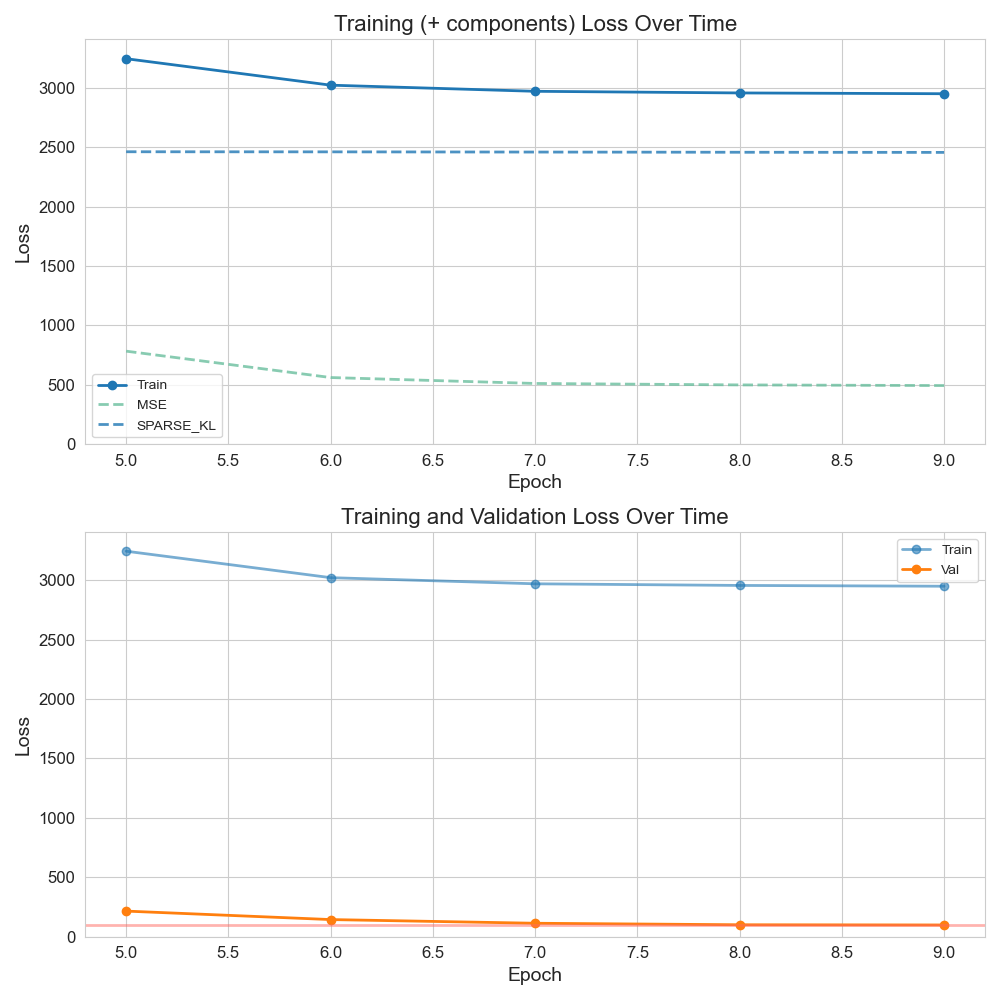 Training (+ components) Loss Over Time
3000
2500
2000
1500
1000
500
0
Loss
Train
MSE
SPARSE_KL
5.0 5.5 6.0 6.5 7.0 7.5 8.0 8.5 9.0
Epoch
Training and Validation Loss Over Time
Train
Val
3000
2500
2000
1500
1000
500
0
Loss
5.0 5.5 6.0 6.5 7.0 7.5 8.0 8.5 9.0
Epoch